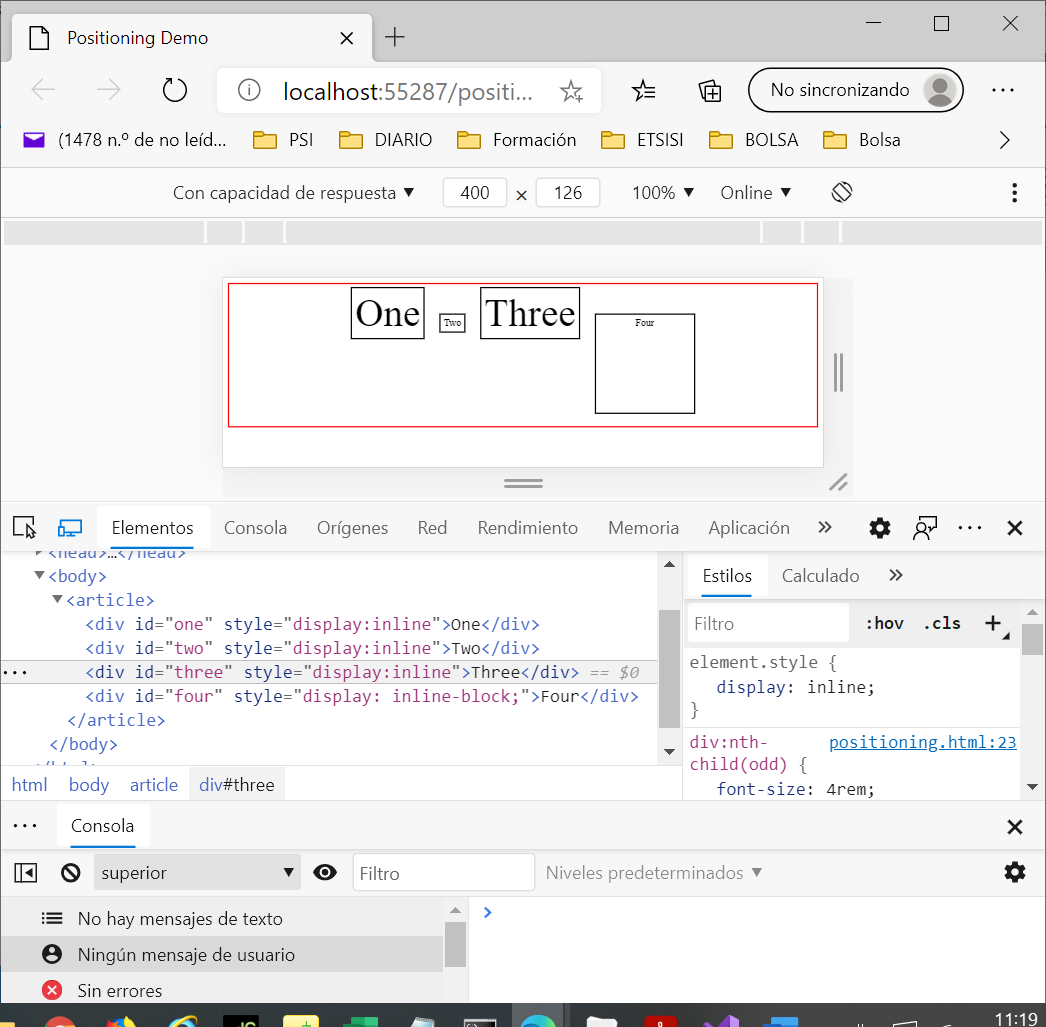 Positioning Demo
localhost:55287/positi...
No sincronizando
(1478 n.º de no leíd...
PSI
DIARIO
Formación
ETSISI
BOLSA
Bolsa
Con capacidad de respuesta ▼ 400 × 126 100% ▼ Online ▼
One Two Three Four
Elementos Consola Orígenes Red Rendimiento Memoria Aplicación »
<head>…</head>
▼<body>
▼<article>
<div id="one" style="display:inline">One</div>
<div id="two" style="display:inline">Two</div>
<div id="three" style="display:inline">Three</div> == $0
<div id="four" style="display: inline-block;">Four</div>
</article>
</body>
</html>
html body article div#three
Estilos Calculado »
Filtro :hov .cls +
element.style {
display: inline;
}
div:nth- positioning.html:23
child(odd) {
font-size: 4rem;
Consola
superior ▼ Filtro Niveles predeterminados ▼
No hay mensajes de texto
Ningún mensaje de usuario
Sin errores
11:19